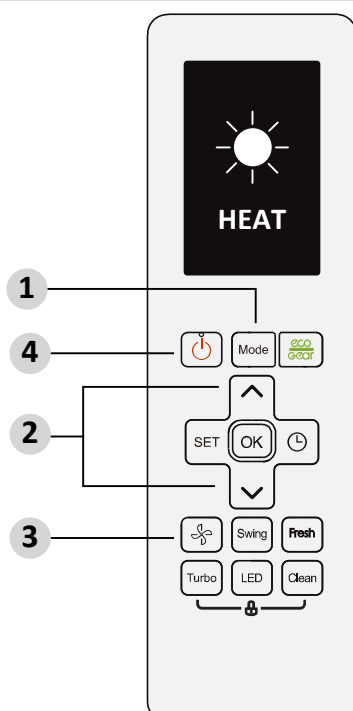 HEAT
1
4
Mode
eco
gear
2
SET
OK
3
Swing
Fresh
Turbo
LED
Clean